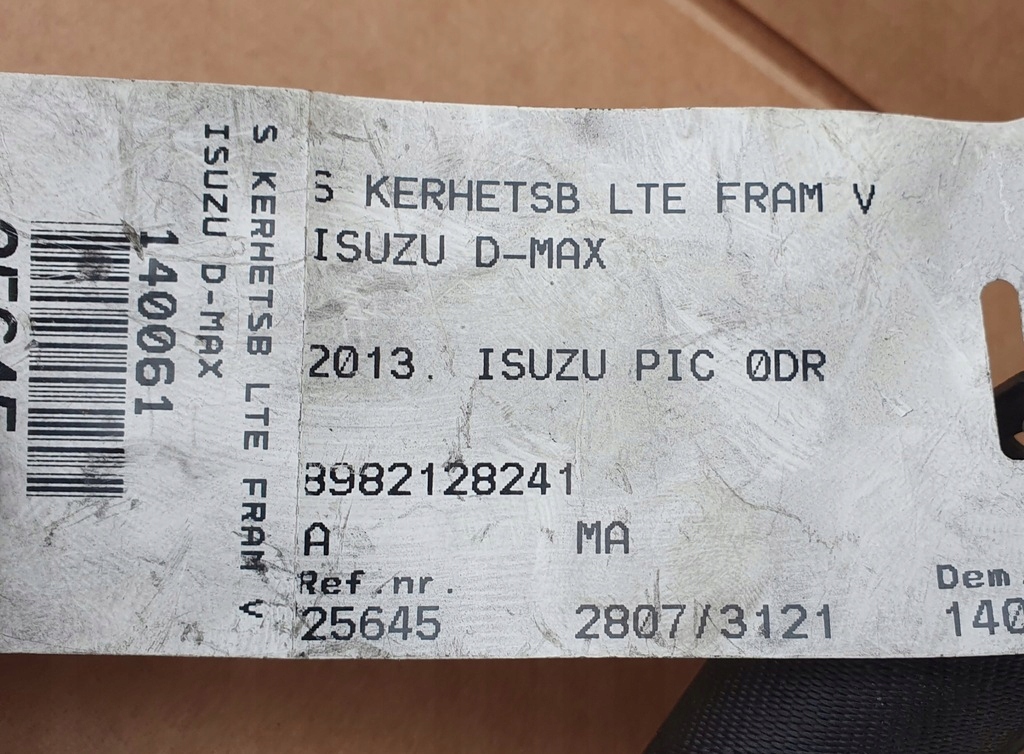 S KERHETSB LTE FRAM V
ISUZU D-MAX
2013. ISUZU PIC 0DR
8982128241
A MA
Ref.nr.
25645 2807/3121
Dem.
140
S KERHETSB LTE FRAM V
ISUZU D-MAX
140061